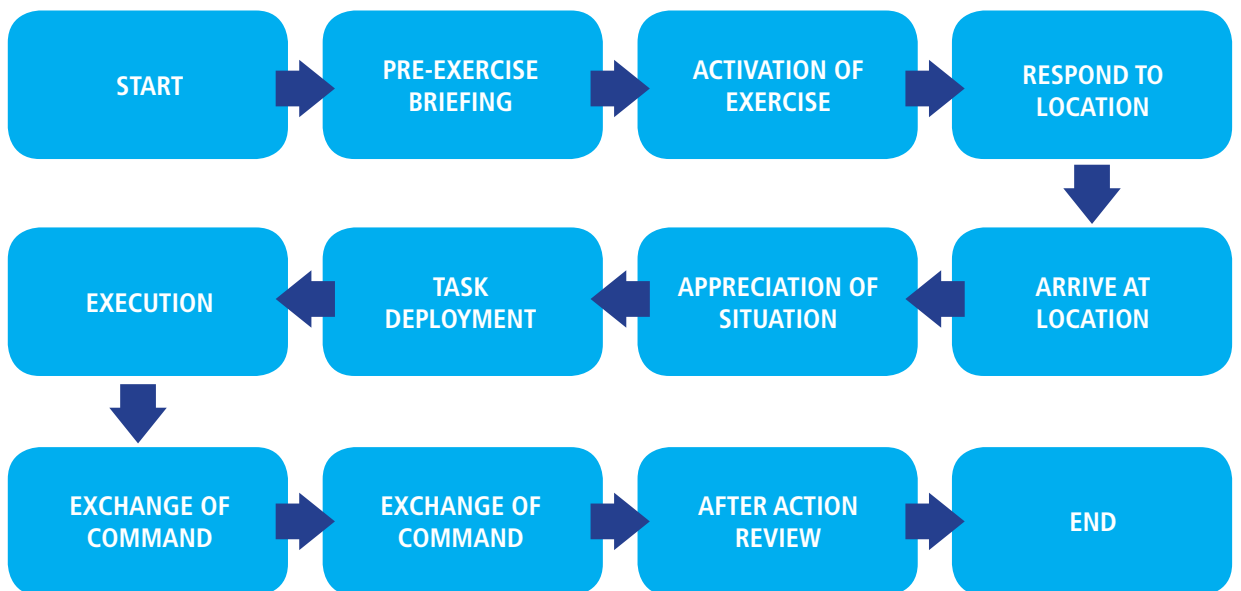 START
PRE-EXERCISE
BRIEFING
ACTIVATION OF
EXERCISE
RESPOND TO
LOCATION
ARRIVE AT
LOCATION
APPRECIATION OF
SITUATION
TASK
DEPLOYMENT
EXECUTION
EXCHANGE OF
COMMAND
EXCHANGE OF
COMMAND
AFTER ACTION
REVIEW
END